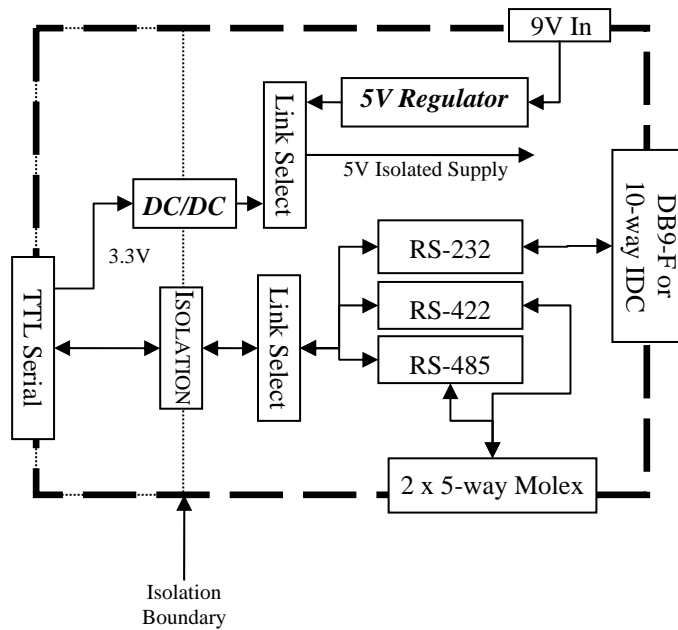 9V In
5V Regulator
Link Select
5V Isolated Supply
DC/DC
3.3V
DB9-F or
10-way IDC
RS-232
TTL Serial
ISOLATION
Link Select
RS-422
RS-485
2 x 5-way Molex
Isolation
Boundary